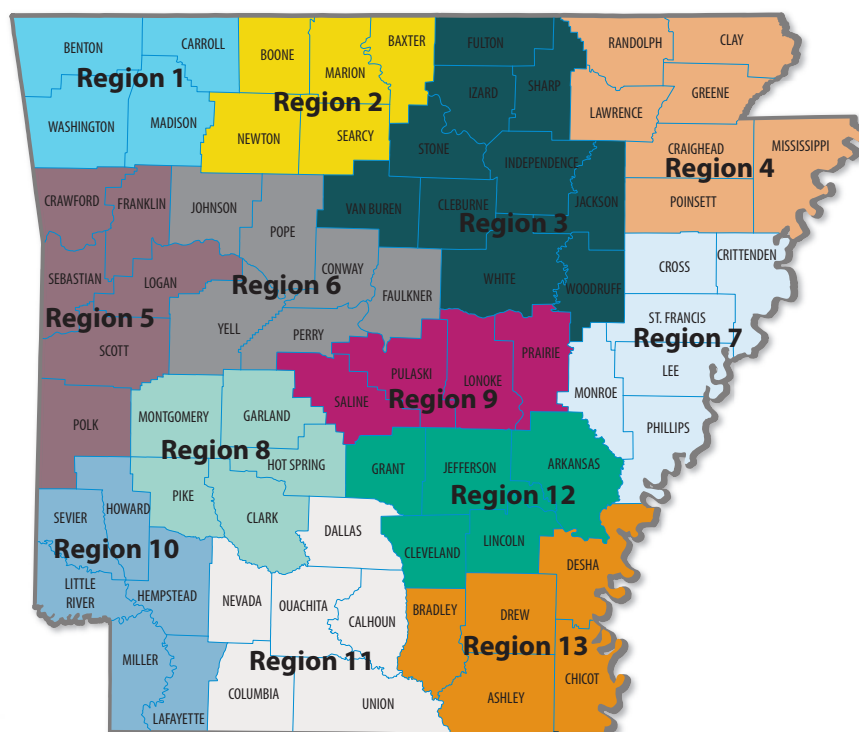 BENTON
CARROLL
Region 1
WASHINGTON
MADISON
BOONE
MARION
BAXTER
Region 2
NEWTON
SEARCY
FULTON
IZARD
SHARP
STONE
INDEPENDENCE
VAN BUREN
CLEBURNE
JACKSON
Region 3
WHITE
WOODRUFF
RANDOLPH
CLAY
LAWRENCE
GREENE
CRAIGHEAD
MISSISSIPPI
Region 4
POINSETT
CRAWFORD
FRANKLIN
SEBASTIAN
LOGAN
Region 5
SCOTT
POLK
JOHNSON
POPE
CONWAY
Region 6
FAULKNER
YELL
PERRY
CROSS
CRITTENDEN
ST. FRANCIS
Region 7
LEE
MONROE
PHILLIPS
MONTGOMERY
GARLAND
Region 8
HOT SPRING
PIKE
CLARK
PULASKI
LONOKE
PRAIRIE
SALINE
Region 9
SEVIER
HOWARD
Region 10
LITTLE
RIVER
HEMPSTEAD
MILLER
LAFAYETTE
DALLAS
NEVADA
OUACHITA
CALHOUN
Region 11
COLUMBIA
UNION
GRANT
JEFFERSON
ARKANSAS
Region 12
CLEVELAND
LINCOLN
DESHA
BRADLEY
DREW
Region 13
ASHLEY
CHICOT